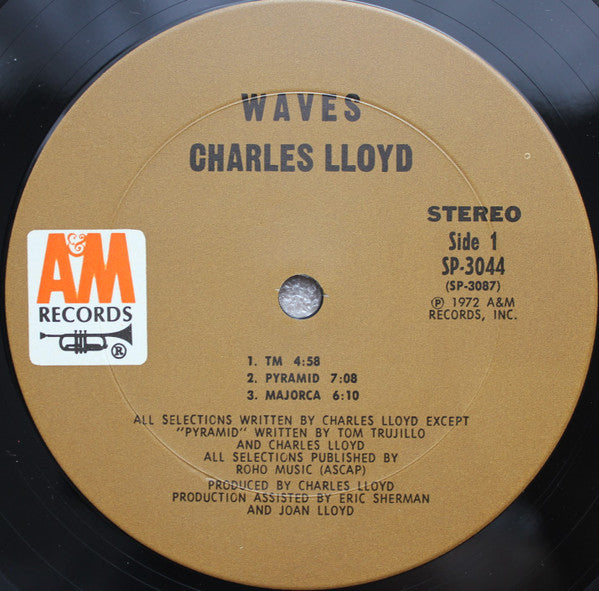 WAVES
CHARLES LLOYD
STEREO
Side 1
SP-3044
(SP-3087)
Ⓟ 1972 A&M
RECORDS, INC.
A&M
RECORDS
®
1. TM 4:58
2. PYRAMID 7:08
3. MAJORCA 6:10
ALL SELECTIONS WRITTEN BY CHARLES LLOYD EXCEPT
"PYRAMID" WRITTEN BY TOM TRUJILLO
AND CHARLES LLOYD
ALL SELECTIONS PUBLISHED BY
ROHO MUSIC (ASCAP)
PRODUCED BY CHARLES LLOYD
PRODUCTION ASSISTED BY ERIC SHERMAN
AND JOAN LLOYD